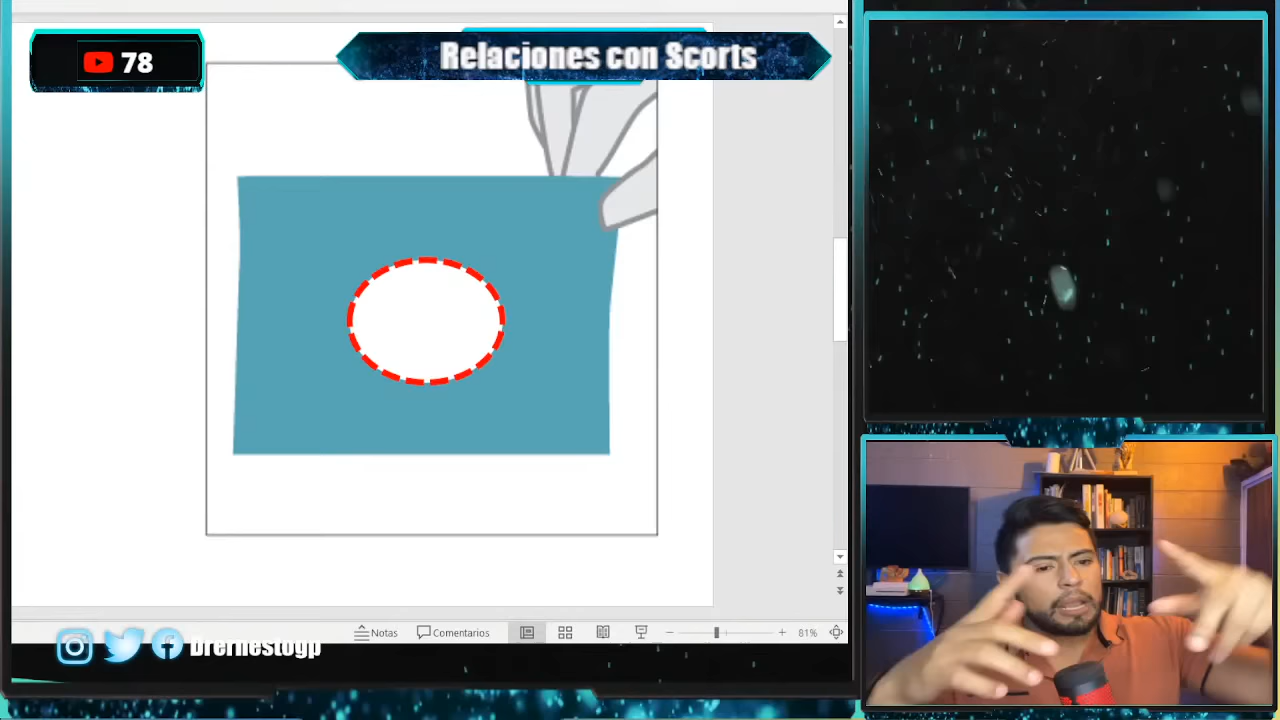 78
Relaciones con Scorts
Notas
Comentarios
81%
Drernestogp